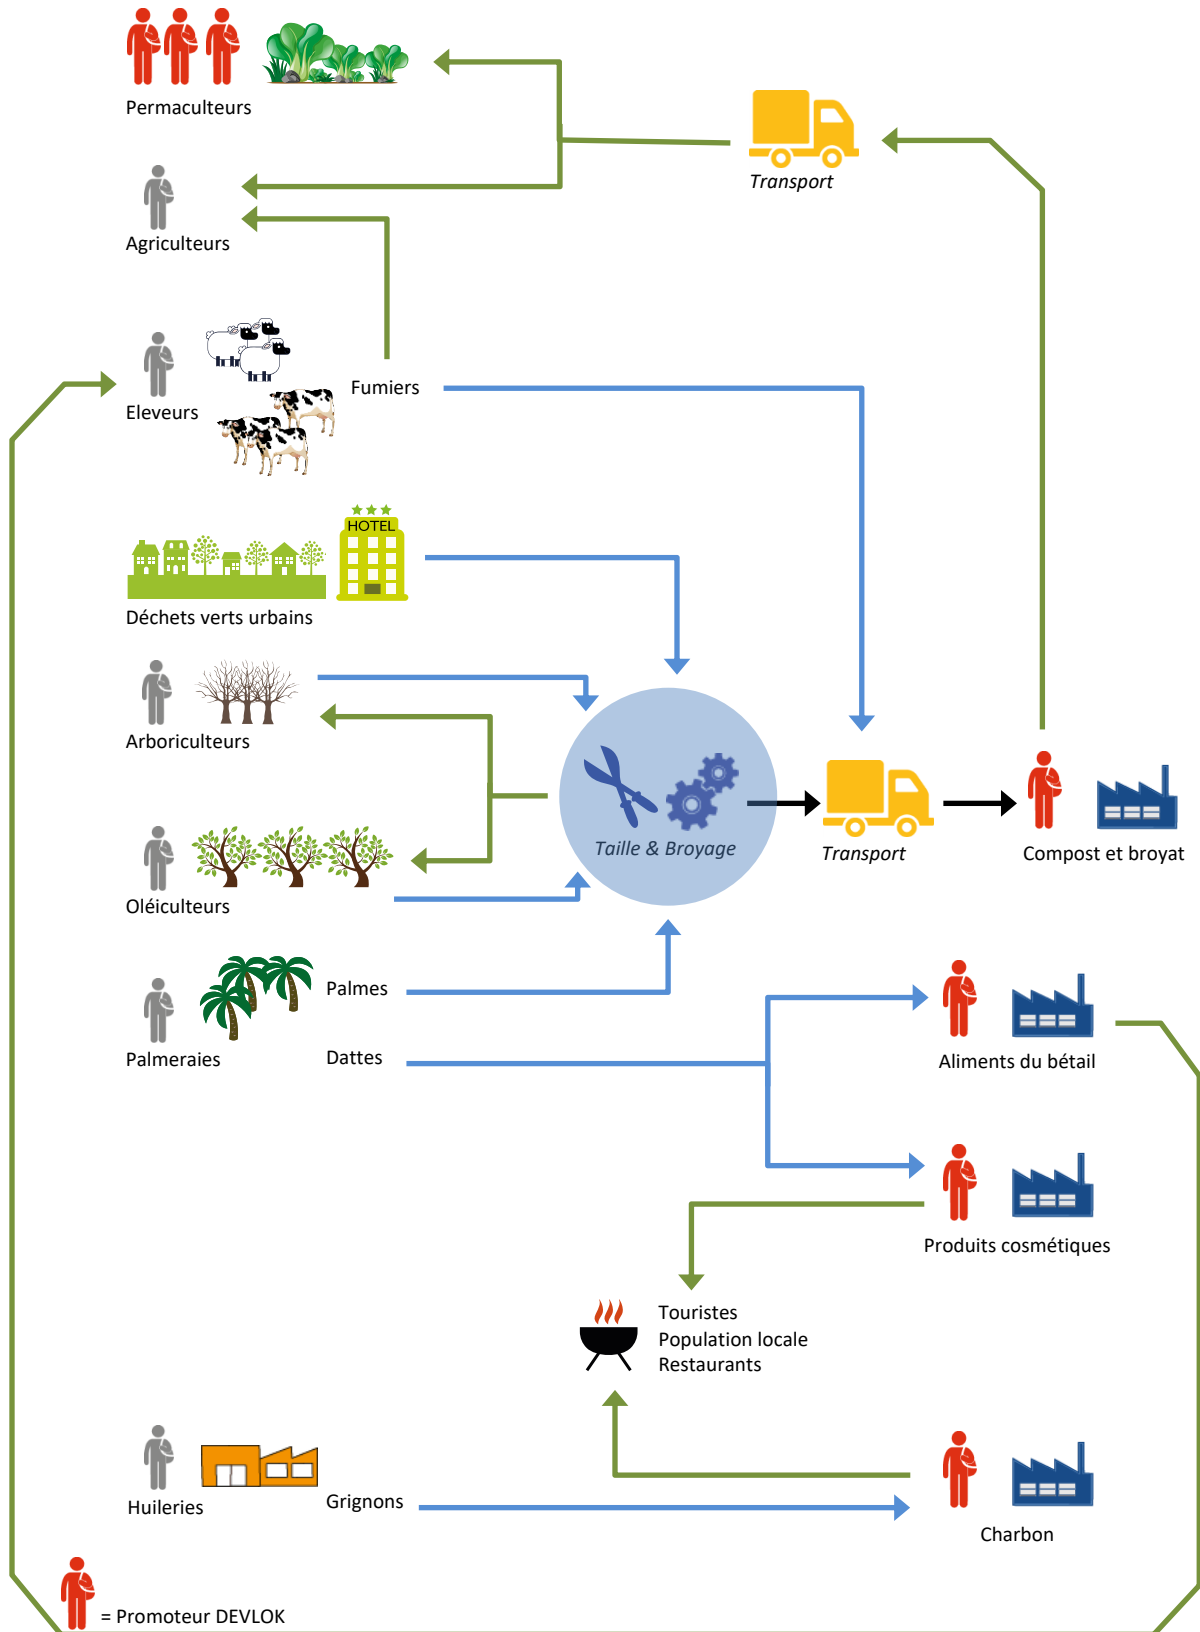 Permaculteurs
Transport
Agriculteurs
Eleveurs
Fumiers
HOTEL
Déchets verts urbains
Arboriculteurs
Taille & Broyage
Transport
Compost et broyat
Oléiculteurs
Palmes
Palmeraies
Dattes
Aliments du bétail
Produits cosmétiques
Touristes
Population locale
Restaurants
Huileries
Grignons
Charbon
= Promoteur DEVLOK